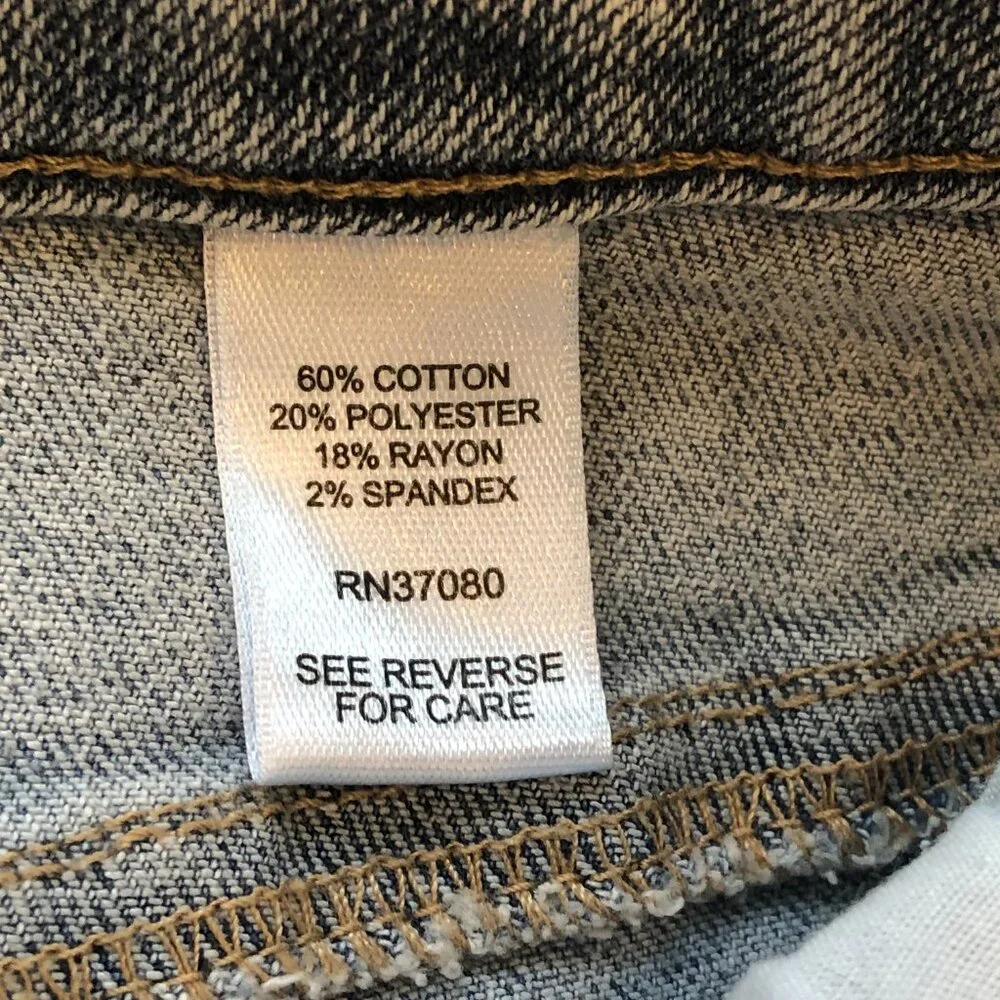 60% COTTON
20% POLYESTER
18% RAYON
2% SPANDEX
RN37080
SEE REVERSE
FOR CARE